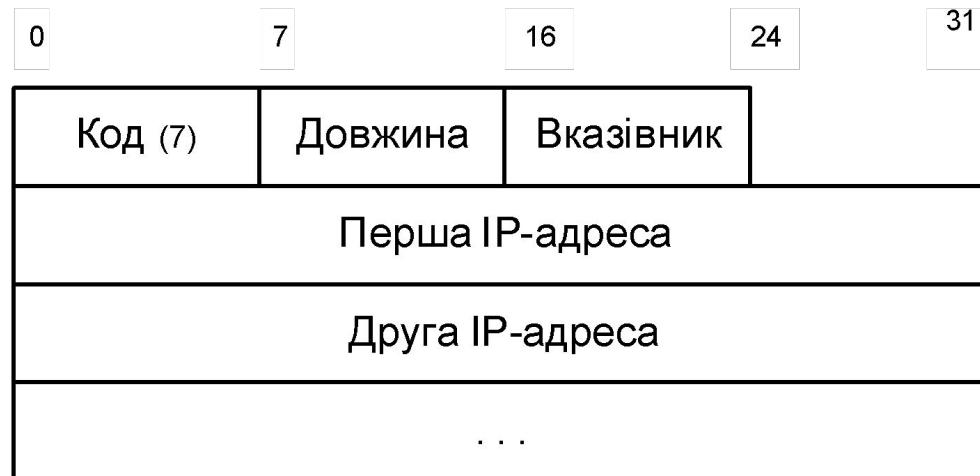 0 7 16 24 31
Код (7) Довжина Вказівник
Перша IP-адреса
Друга IP-адреса
. . .